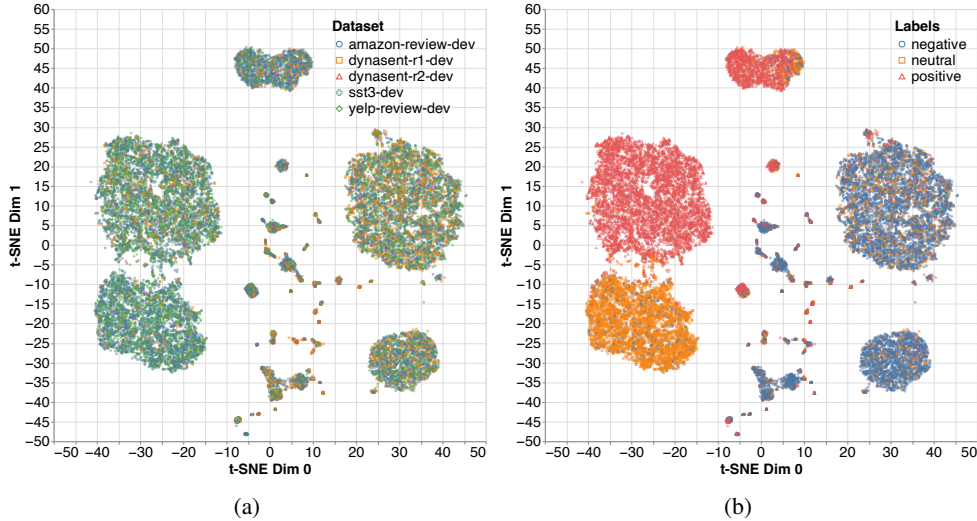 60
55
50
45
40
35
30
25
20
15
10
5
0
−5
−10
−15
−20
−25
−30
−35
−40
−45
−50
t-SNE Dim 1
−50 −40 −30 −20 −10 0 10 20 30 40 50
t-SNE Dim 0
Dataset
amazon-review-dev
dynasent-r1-dev
dynasent-r2-dev
sst3-dev
yelp-review-dev
(a)
60
55
50
45
40
35
30
25
20
15
10
5
0
−5
−10
−15
−20
−25
−30
−35
−40
−45
−50
t-SNE Dim 1
−50 −40 −30 −20 −10 0 10 20 30 40 50
t-SNE Dim 0
Labels
negative
neutral
positive
(b)